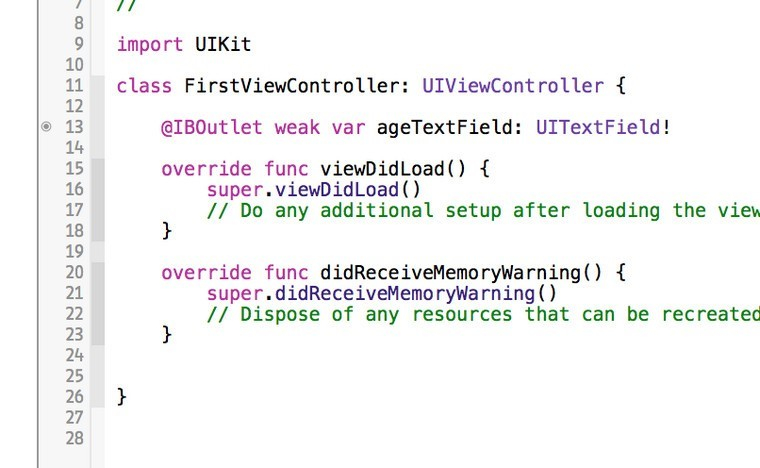 7 //
8
9 import UIKit
10
11 class FirstViewController: UIViewController {
12
13 @IBOutlet weak var ageTextField: UITextField!
14
15 override func viewDidLoad() {
16 super.viewDidLoad()
17 // Do any additional setup after loading the view
18 }
19
20 override func didReceiveMemoryWarning() {
21 super.didReceiveMemoryWarning()
22 // Dispose of any resources that can be recreated
23 }
24
25
26 }
27
28